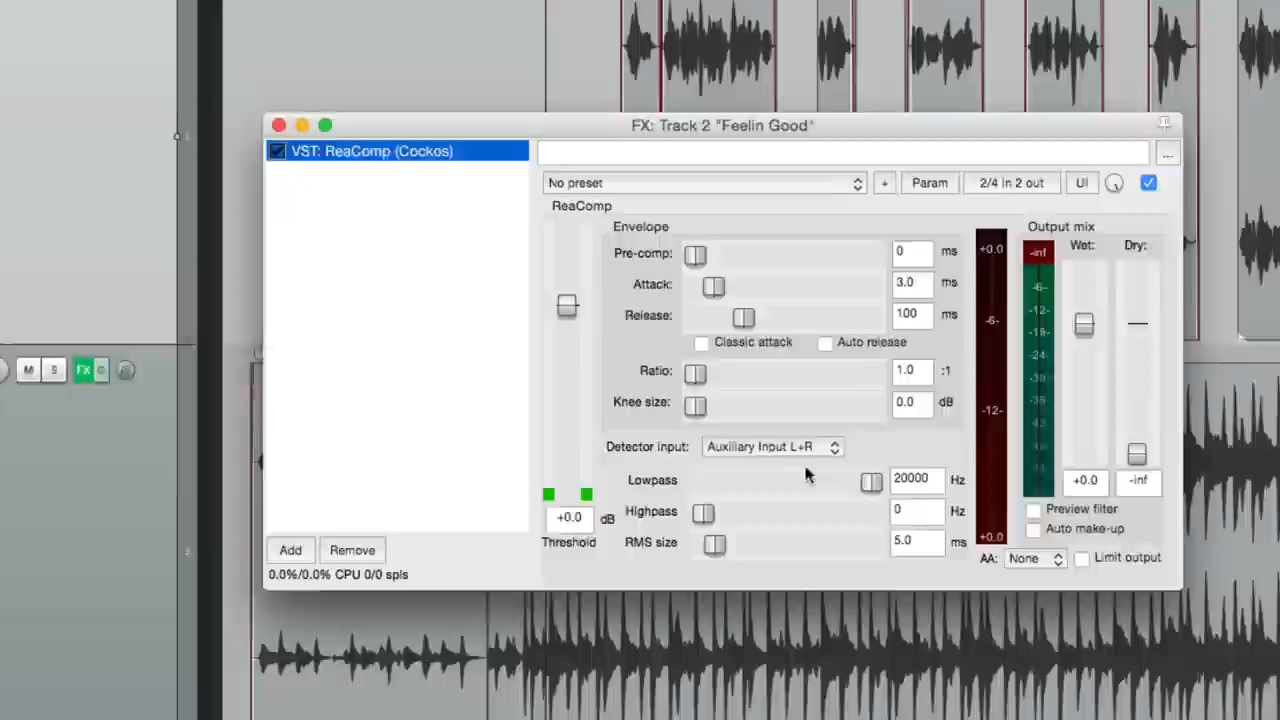 FX: Track 2 "Feelin Good"
VST: ReaComp (Cockos)
...
No preset
+
Param
2/4 in 2 out
UI
ReaComp
Envelope
Pre-comp: 0 ms
Attack: 3.0 ms
Release: 100 ms
Classic attack
Auto release
Ratio: 1.0 :1
Knee size: 0.0 dB
Detector input: Auxiliary Input L+R
Lowpass 20000 Hz
Highpass 0 Hz
RMS size 5.0 ms
+0.0 dB
Threshold
+0.0
-6-
-12-
+0.0
Output mix
Wet: Dry:
-inf
-6-
-12-
-18-
-24-
-30-
+0.0 -inf
Preview filter
Auto make-up
AA: None
Limit output
Add
Remove
0.0%/0.0% CPU 0/0 spls
M S FX